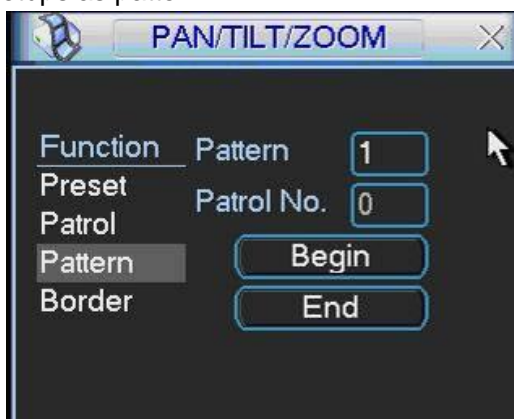 PAN/TILT/ZOOM
Function
Preset
Patrol
Pattern
Border
Pattern 1
Patrol No. 0
Begin
End